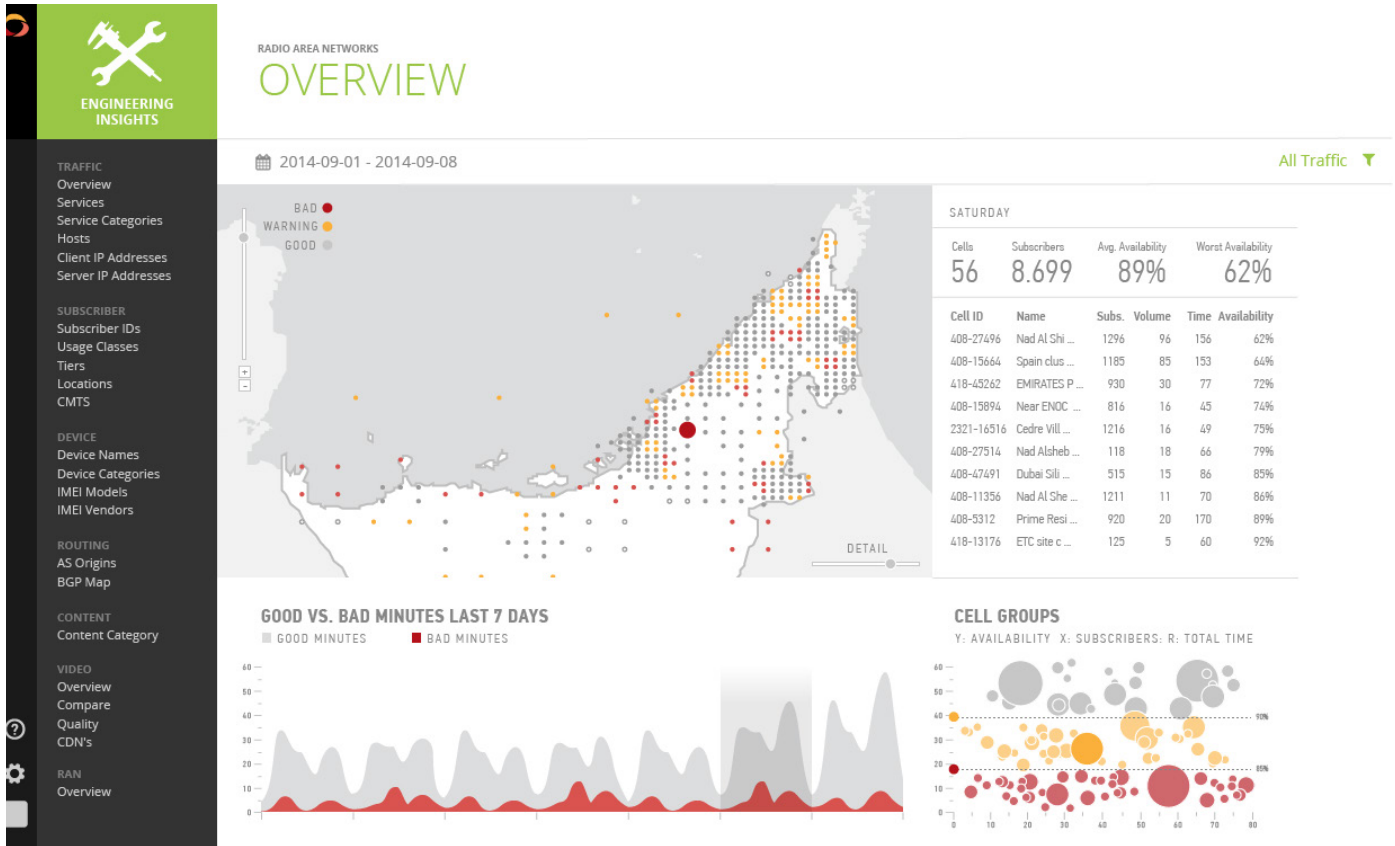 ENGINEERING
INSIGHTS
TRAFFIC
Overview
Services
Service Categories
Hosts
Client IP Addresses
Server IP Addresses
SUBSCRIBER
Subscriber IDs
Usage Classes
Tiers
Locations
CMTS
DEVICE
Device Names
Device Categories
IMEI Models
IMEI Vendors
ROUTING
AS Origins
BGP Map
CONTENT
Content Category
VIDEO
Overview
Compare
Quality
CDN's
RAN
Overview
RADIO AREA NETWORKS
OVERVIEW
2014-09-01 - 2014-09-08
All Traffic
BAD
WARNING
GOOD
+
-
DETAIL
SATURDAY
Cells Subscribers Avg. Availability Worst Availability
56 8.699 89% 62%
Cell ID Name Subs. Volume Time Availability
408-27496 Nad Al Shi ... 1296 96 156 62%
408-15664 Spain clus ... 1185 85 153 64%
418-45262 EMIRATES P ... 930 30 77 72%
408-15894 Near ENOC ... 816 16 45 74%
2321-16516 Cedre Vill ... 1216 16 49 75%
408-27514 Nad Alsheb ... 118 18 66 79%
408-47491 Dubai Sili ... 515 15 86 85%
408-11356 Nad Al She ... 1211 11 70 86%
408-5312 Prime Resi ... 920 20 170 89%
418-13176 ETC site c ... 125 5 60 92%
GOOD VS. BAD MINUTES LAST 7 DAYS
GOOD MINUTES BAD MINUTES
60
50
40
30
20
10
0
CELL GROUPS
Y: AVAILABILITY X: SUBSCRIBERS: R: TOTAL TIME
60
50
40
30
20
10
0
90%
85%
0 10 20 30 40 50 60 70 80
?